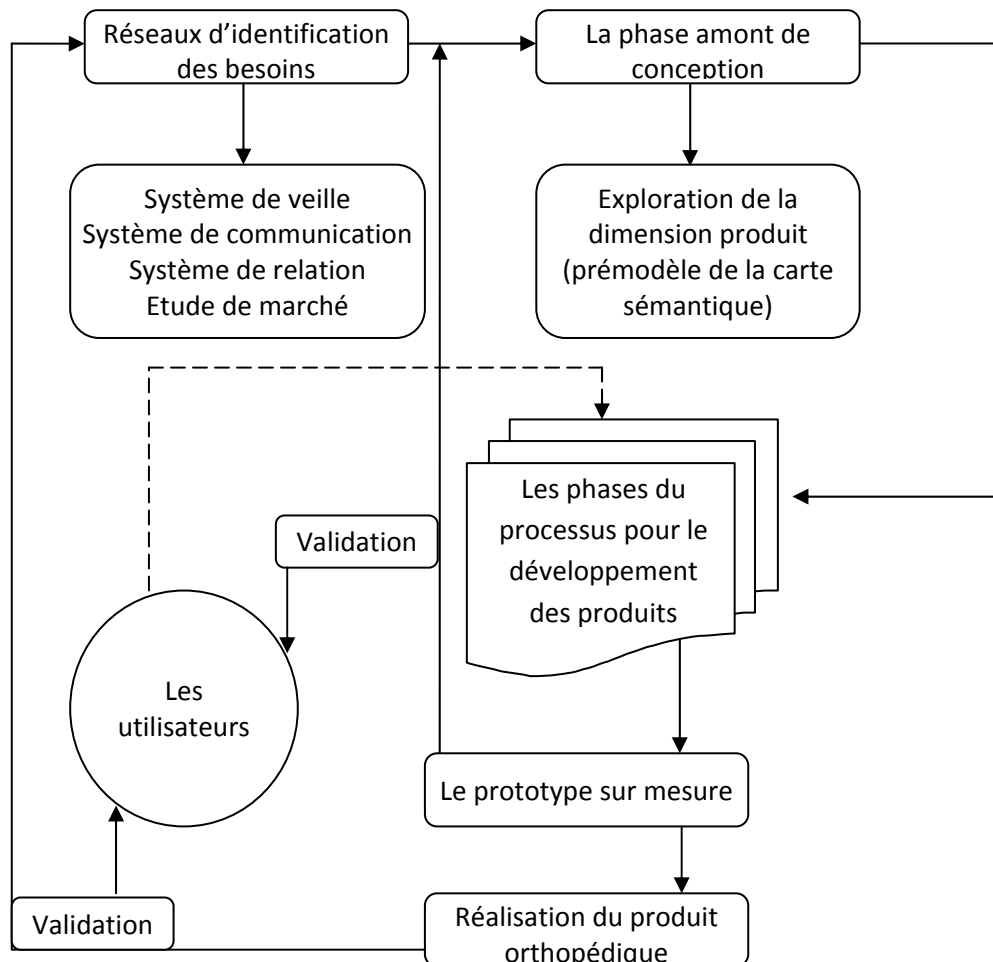 Réseaux d’identification
des besoins
La phase amont de
conception
Système de veille
Système de communication
Système de relation
Etude de marché
Exploration de la
dimension produit
(prémodèle de la carte
sémantique)
Les phases du
processus pour le
développement
des produits
Validation
Les
utilisateurs
Le prototype sur mesure
Validation
Réalisation du produit
orthopédique